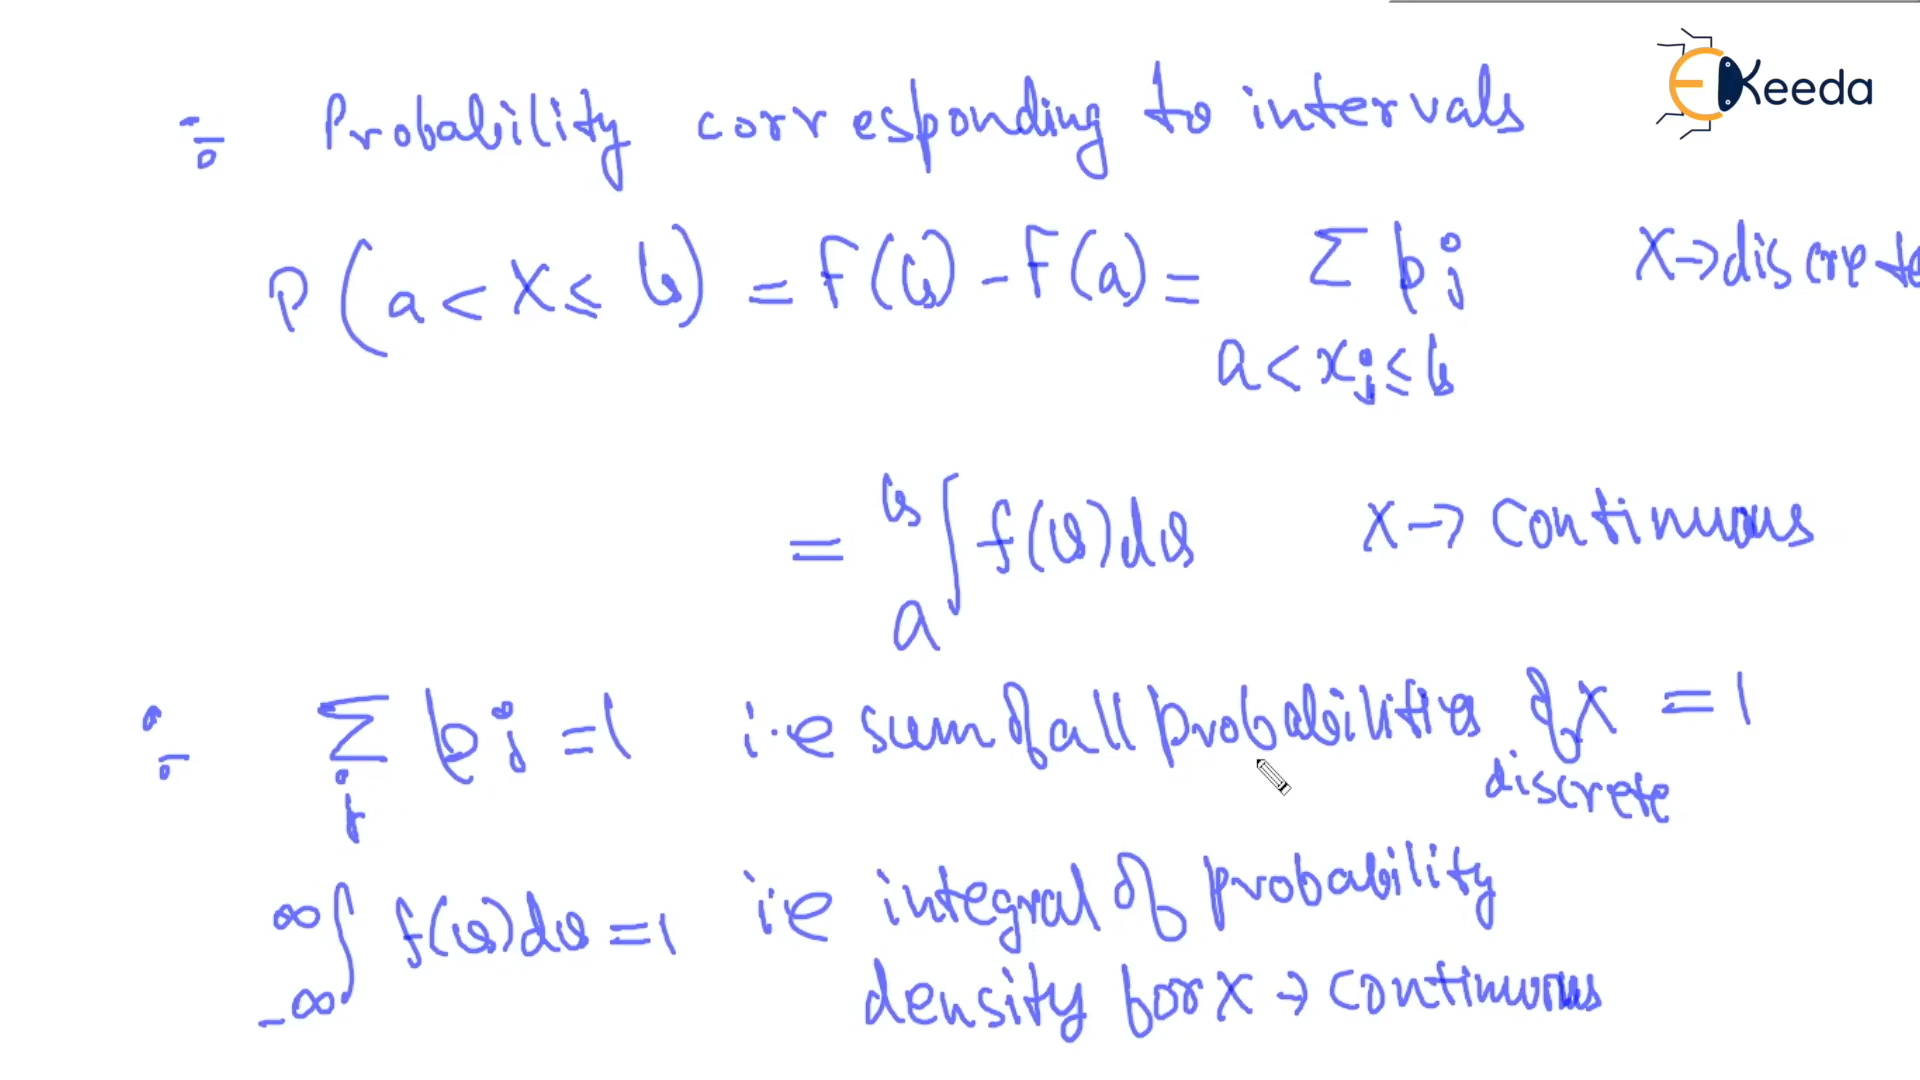 EKeeda
∻ Probability corresponding to intervals
P(a < X ≤ b) = F(b) - F(a) = Σ pj X→discrete
a < xj ≤ b
= b∫a f(v)dv X→ continuous
∻ Σj pj = 1 i.e sum of all probabilities of X = 1
discrete
∞∫-∞ f(v)dv = 1 i.e integral of probability
density for X → continuous